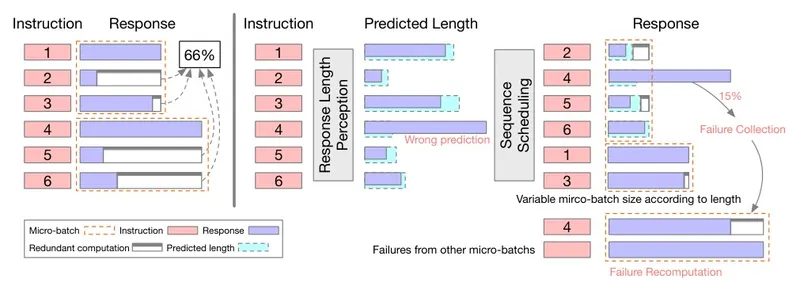 Instruction Response
1
2
3
4
5
6
66%
Instruction Predicted Length Response
1
2
3
4
5
6
Response Length
Perception
Wrong prediction
Sequence
Scheduling
2
4
5
6
1
3
15%
Failure Collection
Variable mirco-batch size according to length
4
Failures from other micro-batchs
Failure Recomputation
Micro-batch Instruction Response
Redundant computation Predicted length